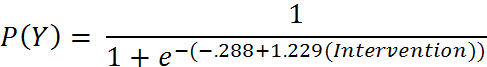 P(Y) = 1 / (1 + e^{-(-.288+1.229(Intervention))})